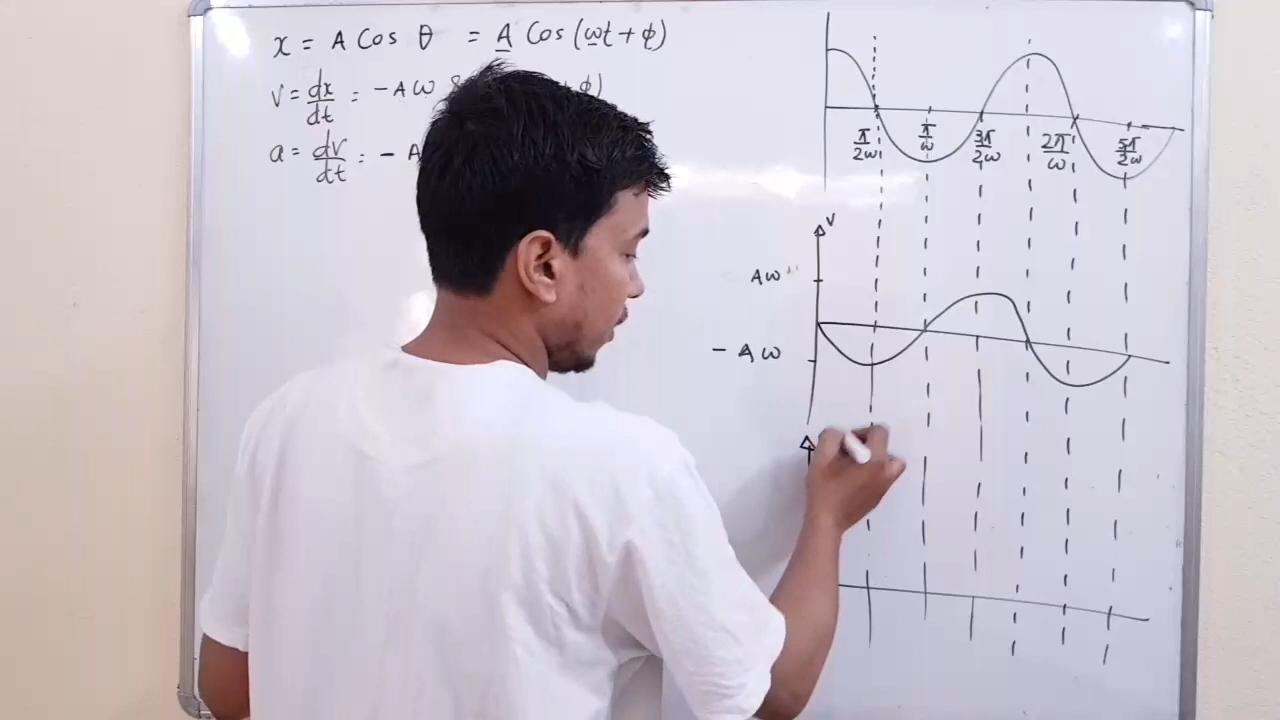 x = A Cos θ = A Cos (ωt + ϕ)
v = dx/dt = - Aω ϕ)
a = dv/dt = - A
π/2ω π/ω 3π/2ω 2π/ω 5π/2ω
v
Aω
- Aω